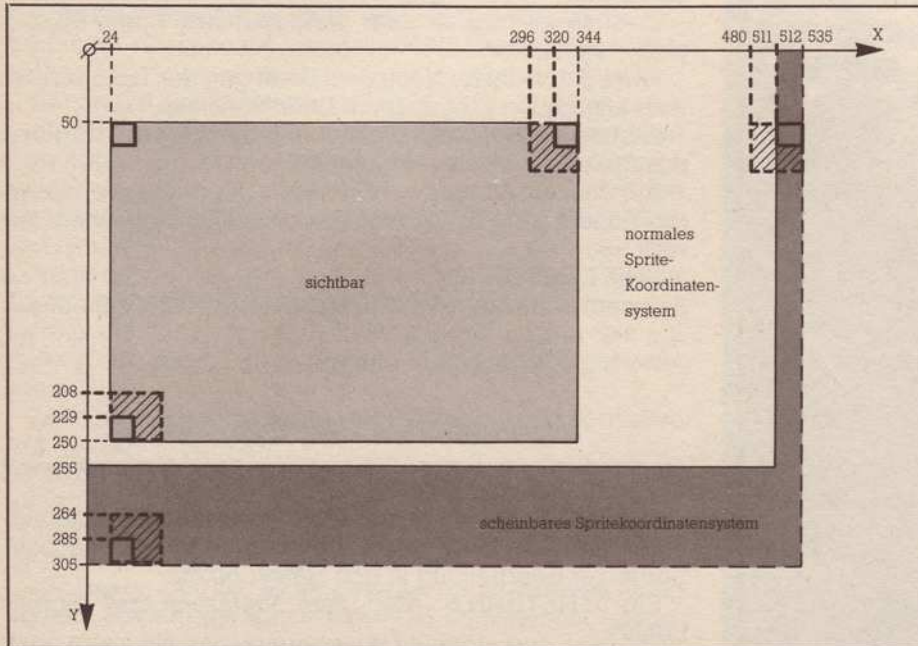 24 296 320 344 480 511 512 535 X
50
normales
Sprite-
Koordinaten-
system
sichtbar
208
229
250
255
264
scheinbares Spritekoordinatensystem
285
305
Y